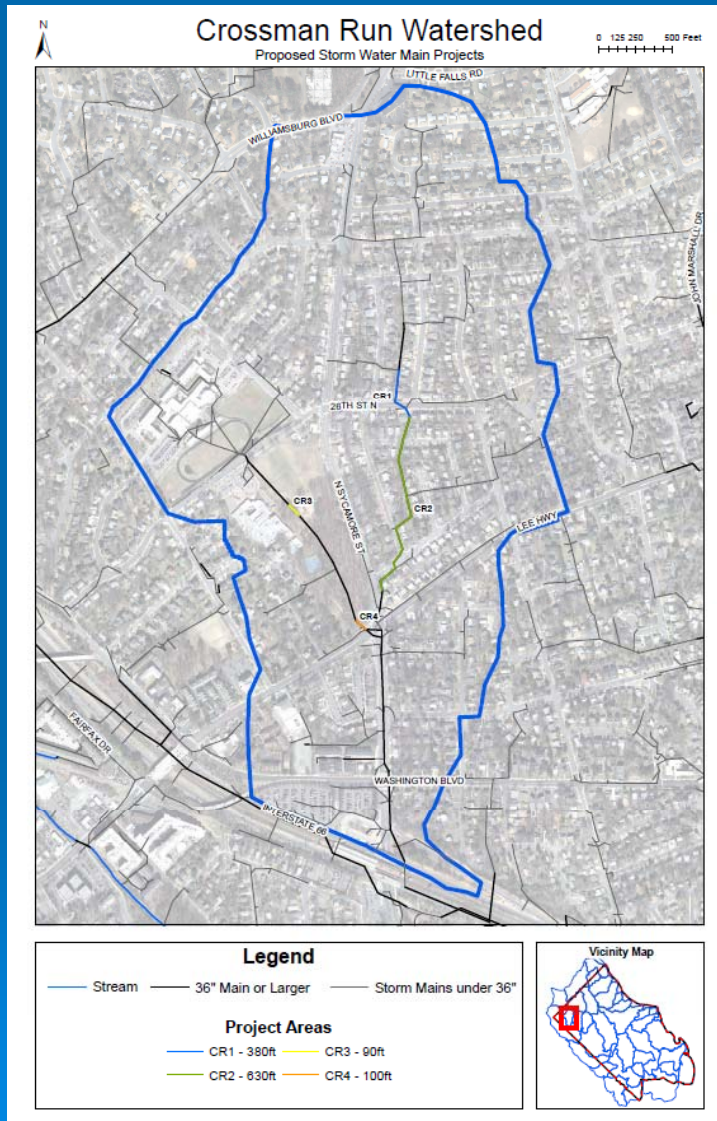 N
Crossman Run Watershed
Proposed Storm Water Main Projects
0 125 250 500 Feet
LITTLE FALLS RD
WILLIAMSBURG BLVD
JOHN MARSHALL DR
CR1
26TH ST N
CR3
N SYCAMORE ST
CR2
LEE HWY
CR4
FAIRFAX DR
WASHINGTON BLVD
INTERSTATE 66
Legend
Stream 36" Main or Larger Storm Mains under 36"
Project Areas
CR1 - 380ft CR3 - 90ft
CR2 - 630ft CR4 - 100ft
Vicinity Map